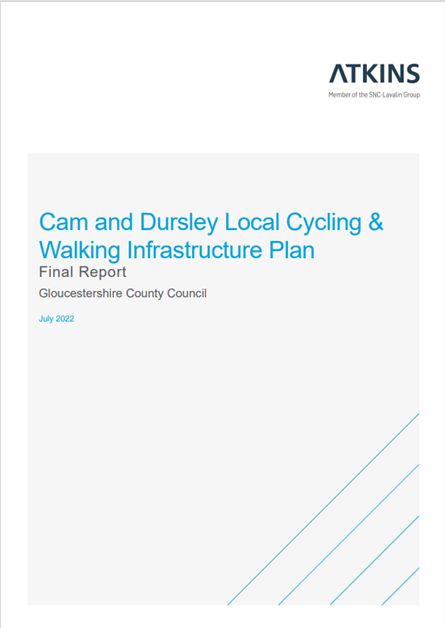 ATKINS
Member of the SNC-Lavalin Group
Cam and Dursley Local Cycling &
Walking Infrastructure Plan
Final Report
Gloucestershire County Council
July 2022